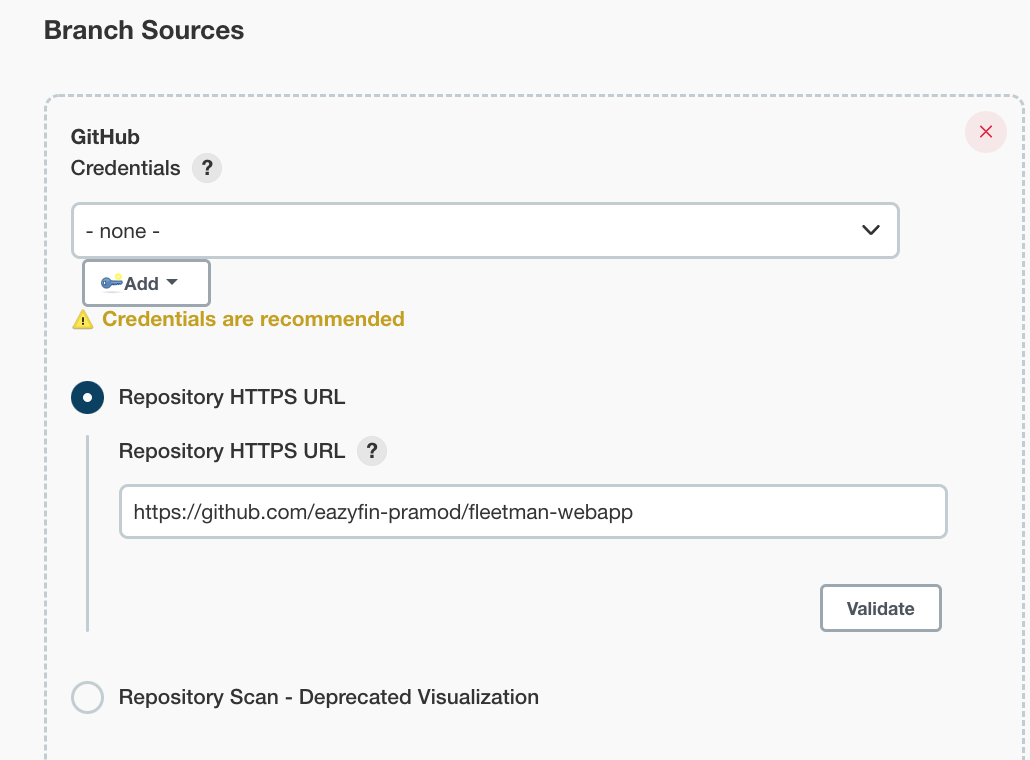 Branch Sources
GitHub
Credentials ?
- none -
Add
Credentials are recommended
Repository HTTPS URL
Repository HTTPS URL ?
https://github.com/eazyfin-pramod/fleetman-webapp
Validate
Repository Scan - Deprecated Visualization